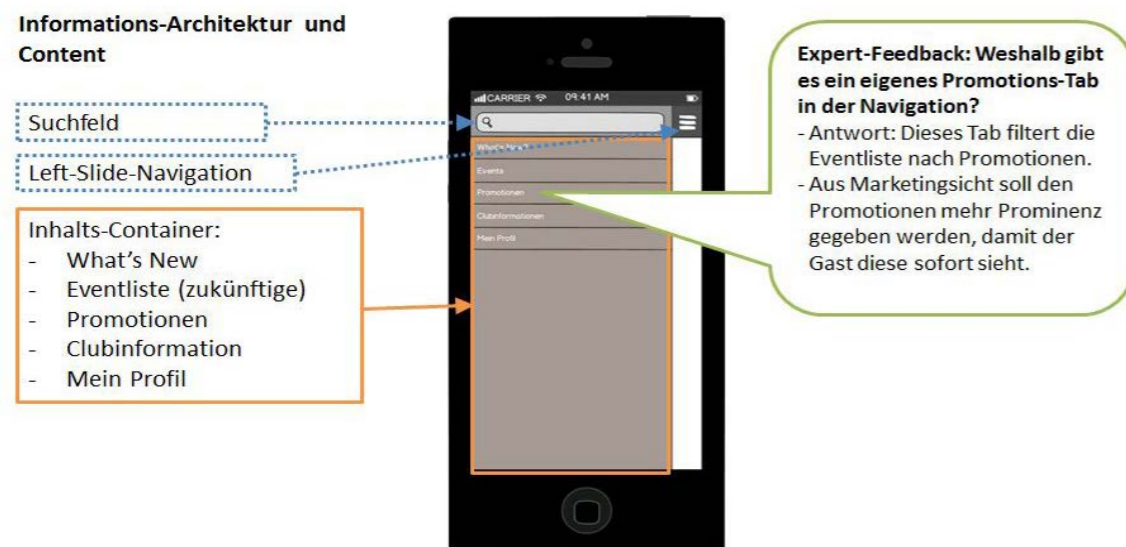 Informations-Architektur und
Content
Suchfeld
Left-Slide-Navigation
Inhalts-Container:
- What's New
- Eventliste (zukünftige)
- Promotionen
- Clubinformation
- Mein Profil
CARRIER 09:41 AM
What's New?
Events
Promotionen
Clubinformationen
Mein Profil
Expert-Feedback: Weshalb gibt
es ein eigenes Promotions-Tab
in der Navigation?
- Antwort: Dieses Tab filtert die
Eventliste nach Promotionen.
- Aus Marketingsicht soll den
Promotionen mehr Prominenz
gegeben werden, damit der
Gast diese sofort sieht.